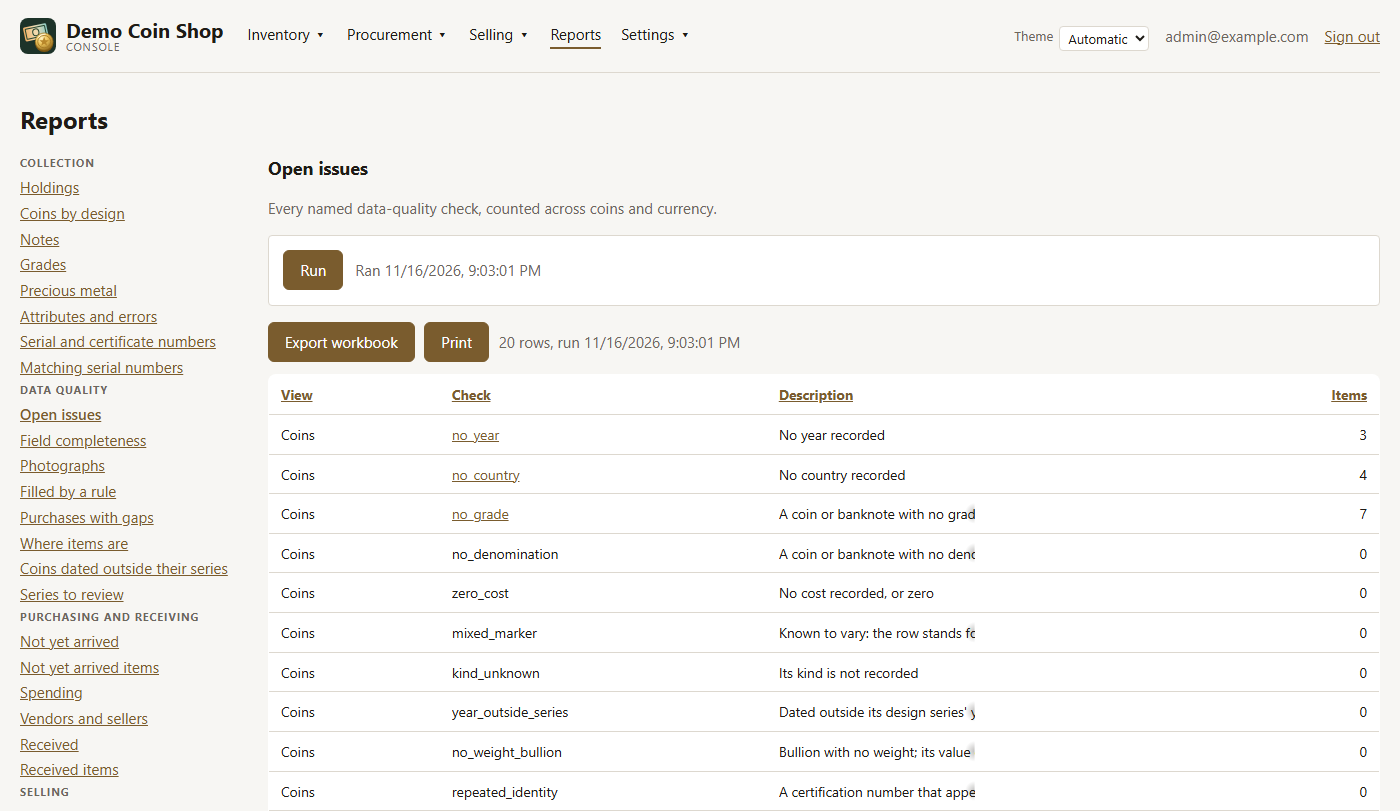 Demo Coin Shop
CONSOLE
Inventory ▾ Procurement ▾ Selling ▾ Reports Settings ▾
Theme Automatic admin@example.com Sign out
Reports
COLLECTION
Holdings
Coins by design
Notes
Grades
Precious metal
Attributes and errors
Serial and certificate numbers
Matching serial numbers
DATA QUALITY
Open issues
Field completeness
Photographs
Filled by a rule
Purchases with gaps
Where items are
Coins dated outside their series
Series to review
PURCHASING AND RECEIVING
Not yet arrived
Not yet arrived items
Spending
Vendors and sellers
Received
Received items
SELLING
Open issues
Every named data-quality check, counted across coins and currency.
Run Ran 11/16/2026, 9:03:01 PM
Export workbook Print 20 rows, run 11/16/2026, 9:03:01 PM
View Check Description Items
Coins no_year No year recorded 3
Coins no_country No country recorded 4
Coins no_grade A coin or banknote with no grad 7
Coins no_denomination A coin or banknote with no 0
Coins zero_cost No cost recorded, or zero 0
Coins mixed_marker Known to vary: the row stands 0
Coins kind_unknown Its kind is not recorded 0
Coins year_outside_series Dated outside its design series' 0
Coins no_weight_bullion Bullion with no weight; its value 0
Coins repeated_identity A certification number that appe 0